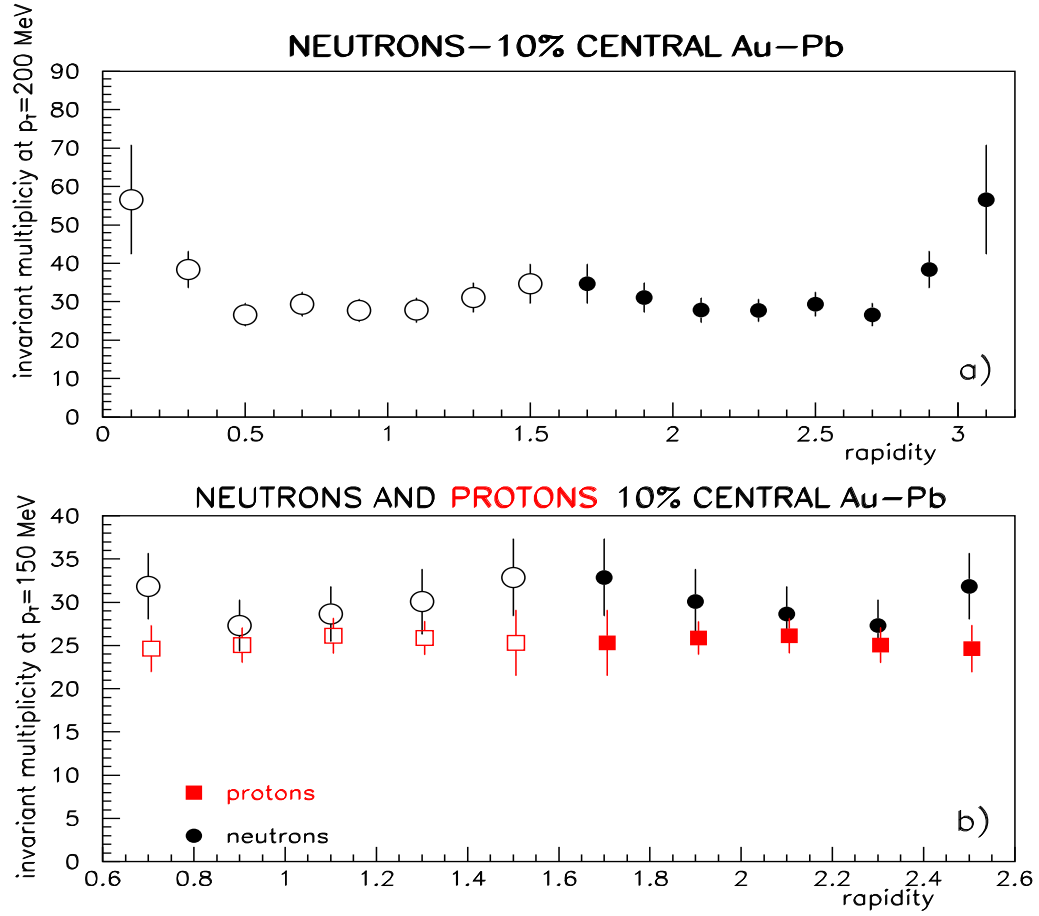 NEUTRONS−10% CENTRAL Au−Pb
invariant multipliciy at pT=200 MeV
90
80
70
60
50
40
30
20
10
0
a)
0 0.5 1 1.5 2 2.5 3
rapidity
NEUTRONS AND PROTONS 10% CENTRAL Au−Pb
invariant multiplicity at pT=150 MeV
40
35
30
25
20
15
10
5
0
protons
neutrons
b)
0.6 0.8 1 1.2 1.4 1.6 1.8 2 2.2 2.4 2.6
rapidity